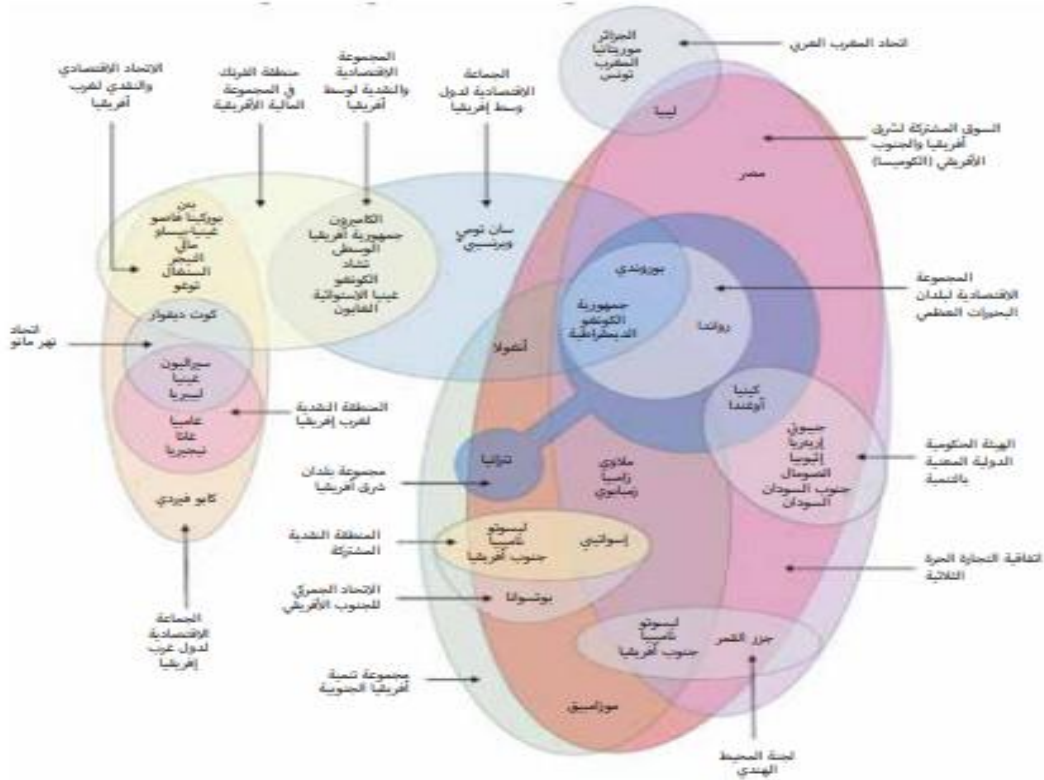 الجزائر
موريتانيا
المغرب
تونس
اتحاد المغرب العربي
ليبيا
المجموعة
الاقتصادية
والنقدية لوسط
أفريقيا
الجماعة
الاقتصادية لدول
وسط إفريقيا
منطقة الفرنك
في المجموعة
المالية الأفريقية
الاتحاد الاقتصادي
والنقدي لغرب
أفريقيا
السوق المشتركة لشرق
أفريقيا والجنوب
الأفريقي (الكوميسا)
مصر
بنن
بوركينا فاسو
غينيا-بيساو
مالي
النيجر
السنغال
توغو
الكاميرون
جمهورية أفريقيا
الوسطى
تشاد
الكونغو
غينيا الاستوائية
الغابون
سان تومي
وبرنسيبي
بوروندي
جمهورية
الكونغو
الديمقراطية
رواندا
المجموعة
الاقتصادية لبلدان
البحيرات العظمى
كوت ديفوار
اتحاد
نهر مانو
أنغولا
سيراليون
غينيا
ليبيريا
كينيا
أوغندا
غامبيا
غانا
نيجيريا
المنطقة النقدية
لغرب إفريقيا
جيبوتي
إريتريا
إثيوبيا
الصومال
جنوب السودان
السودان
الهيئة الحكومية
الدولية المعنية
بالتنمية
تنزانيا
ملاوي
زامبيا
زمبابوي
مجموعة بلدان
شرق أفريقيا
كابو فيردي
المنطقة النقدية
المشتركة
ليسوتو
نامبيا
جنوب أفريقيا
إسواتيني
اتفاقية التجارة الحرة
الثلاثية
الاتحاد الجمركي
للجنوب الأفريقي
بوتسوانا
الجماعة
الاقتصادية
لدول غرب
إفريقيا
ليسوتو
نامبيا
جنوب أفريقيا
جزر القمر
مجموعة تنمية
أفريقيا الجنوبية
موزامبيق
لجنة المحيط
الهندي